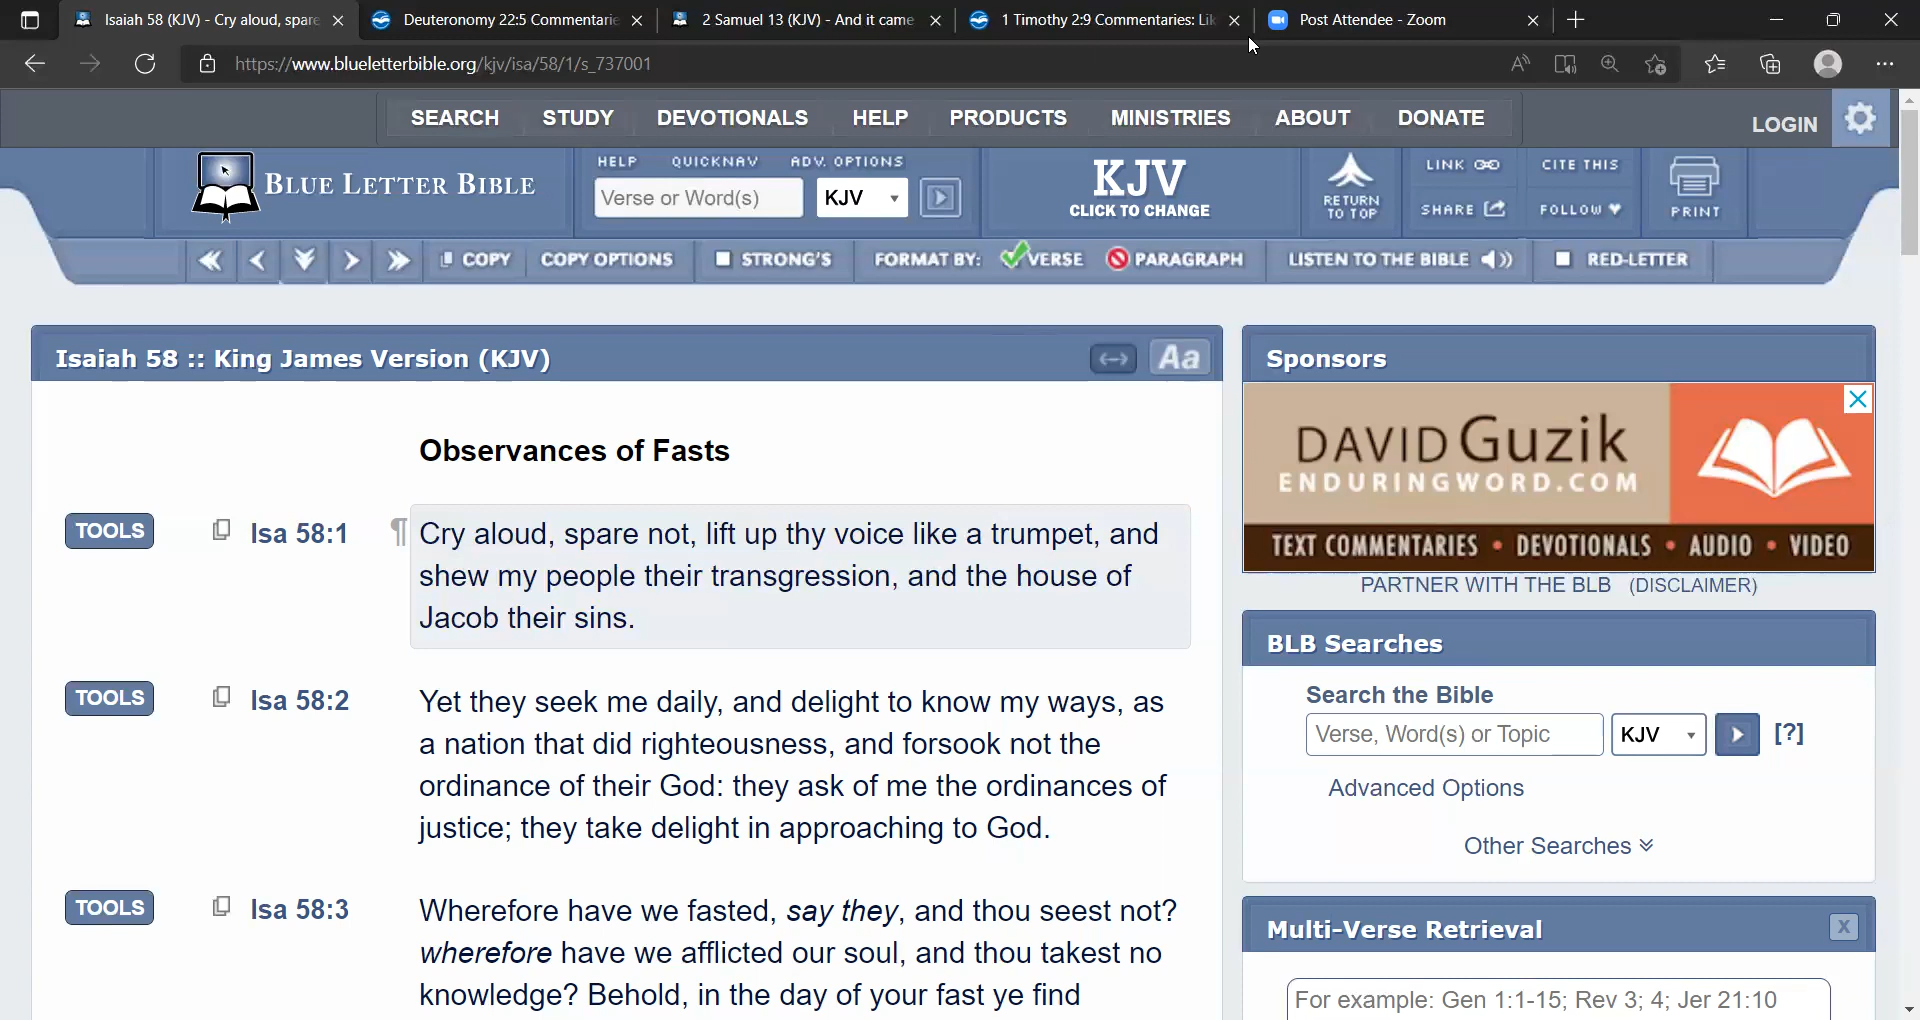 Isaiah 58 (KJV) - Cry aloud, spare
Deuteronomy 22:5 Commentarie
2 Samuel 13 (KJV) - And it came
1 Timothy 2:9 Commentaries: Lik
Post Attendee - Zoom
https://www.blueletterbible.org/kjv/isa/58/1/s_737001
SEARCH STUDY DEVOTIONALS HELP PRODUCTS MINISTRIES ABOUT DONATE
LOGIN
BLUE LETTER BIBLE
HELP QUICKNAV ADV. OPTIONS
Verse or Word(s) KJV
KJV
CLICK TO CHANGE
RETURN
TO TOP
LINK
SHARE
CITE THIS
FOLLOW
PRINT
COPY COPY OPTIONS STRONG'S FORMAT BY: VERSE PARAGRAPH LISTEN TO THE BIBLE RED-LETTER
Isaiah 58 :: King James Version (KJV)
Aa
Observances of Fasts
TOOLS Isa 58:1 ¶ Cry aloud, spare not, lift up thy voice like a trumpet, and
shew my people their transgression, and the house of
Jacob their sins.
TOOLS Isa 58:2 Yet they seek me daily, and delight to know my ways, as
a nation that did righteousness, and forsook not the
ordinance of their God: they ask of me the ordinances of
justice; they take delight in approaching to God.
TOOLS Isa 58:3 Wherefore have we fasted, say they, and thou seest not?
wherefore have we afflicted our soul, and thou takest no
knowledge? Behold, in the day of your fast ye find
Sponsors
DAVID Guzik
ENDURINGWORD.COM
TEXT COMMENTARIES • DEVOTIONALS • AUDIO • VIDEO
PARTNER WITH THE BLB (DISCLAIMER)
BLB Searches
Search the Bible
Verse, Word(s) or Topic KJV [?]
Advanced Options
Other Searches
Multi-Verse Retrieval X
For example: Gen 1:1-15; Rev 3; 4; Jer 21:10